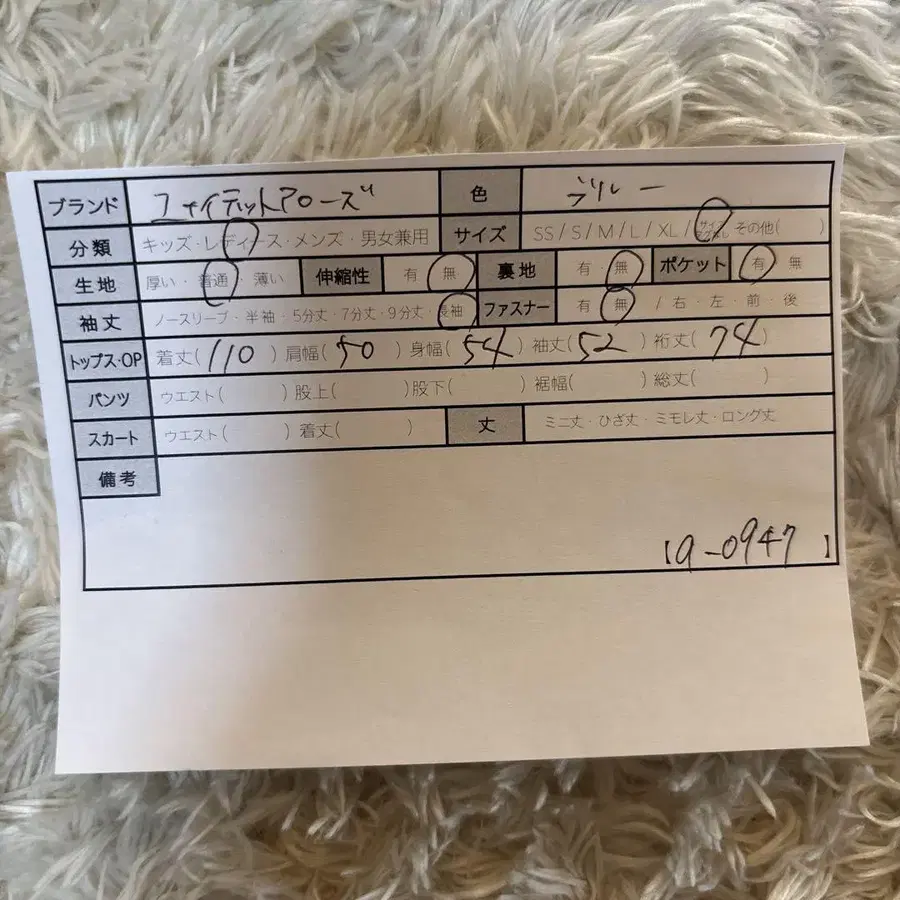 ブランド ユナイテットアローズ 色 ブルー
分類 キッズ・レディース・メンズ・男女兼用 サイズ SS/S/M/L/XL/ その他( )
生地 厚い・普通・薄い 伸縮性 有・無 裏地 有・無 ポケット 有・無
袖丈 ノースリーブ・半袖・5分丈・7分丈・9分丈・長袖 ファスナー 有・無 / 右・左・前・後
トップス・OP 着丈(110)肩幅(50)身幅(54)袖丈(52)裄丈(74)
パンツ ウエスト( )股上( )股下( )裾幅( )総丈( )
スカート ウエスト( )着丈( ) 丈 ミニ丈・ひざ丈・ミモレ丈・ロング丈
備考
【9-0947】